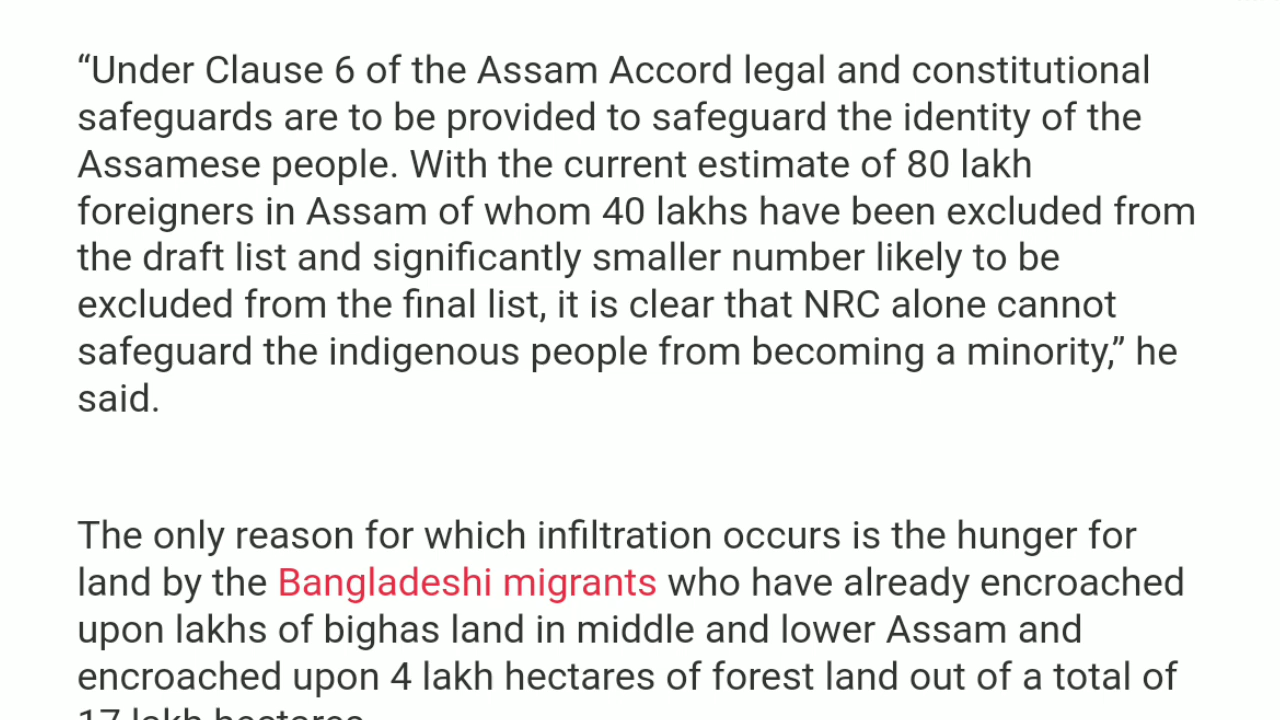 “Under Clause 6 of the Assam Accord legal and constitutional
safeguards are to be provided to safeguard the identity of the
Assamese people. With the current estimate of 80 lakh
foreigners in Assam of whom 40 lakhs have been excluded from
the draft list and significantly smaller number likely to be
excluded from the final list, it is clear that NRC alone cannot
safeguard the indigenous people from becoming a minority,” he
said.
The only reason for which infiltration occurs is the hunger for
land by the Bangladeshi migrants who have already encroached
upon lakhs of bighas land in middle and lower Assam and
encroached upon 4 lakh hectares of forest land out of a total of
17 lakh hectares